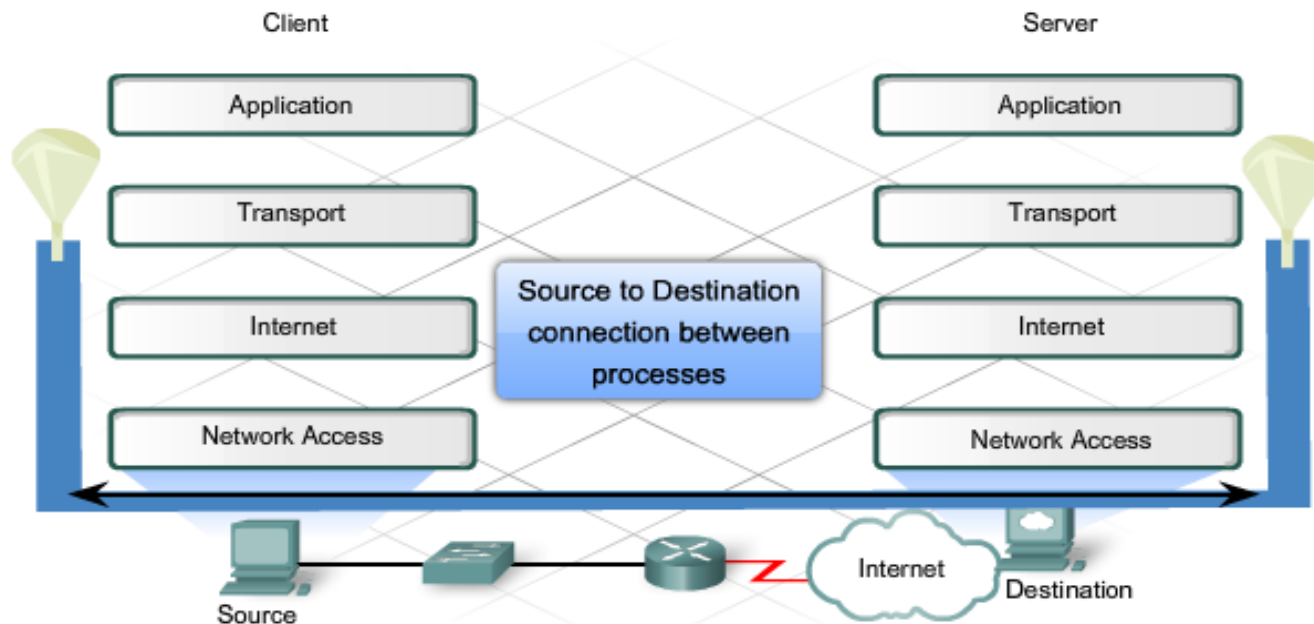 Client
Server
Application
Application
Transport
Transport
Source to Destination
connection between
processes
Internet
Internet
Network Access
Network Access
Internet
Source
Destination